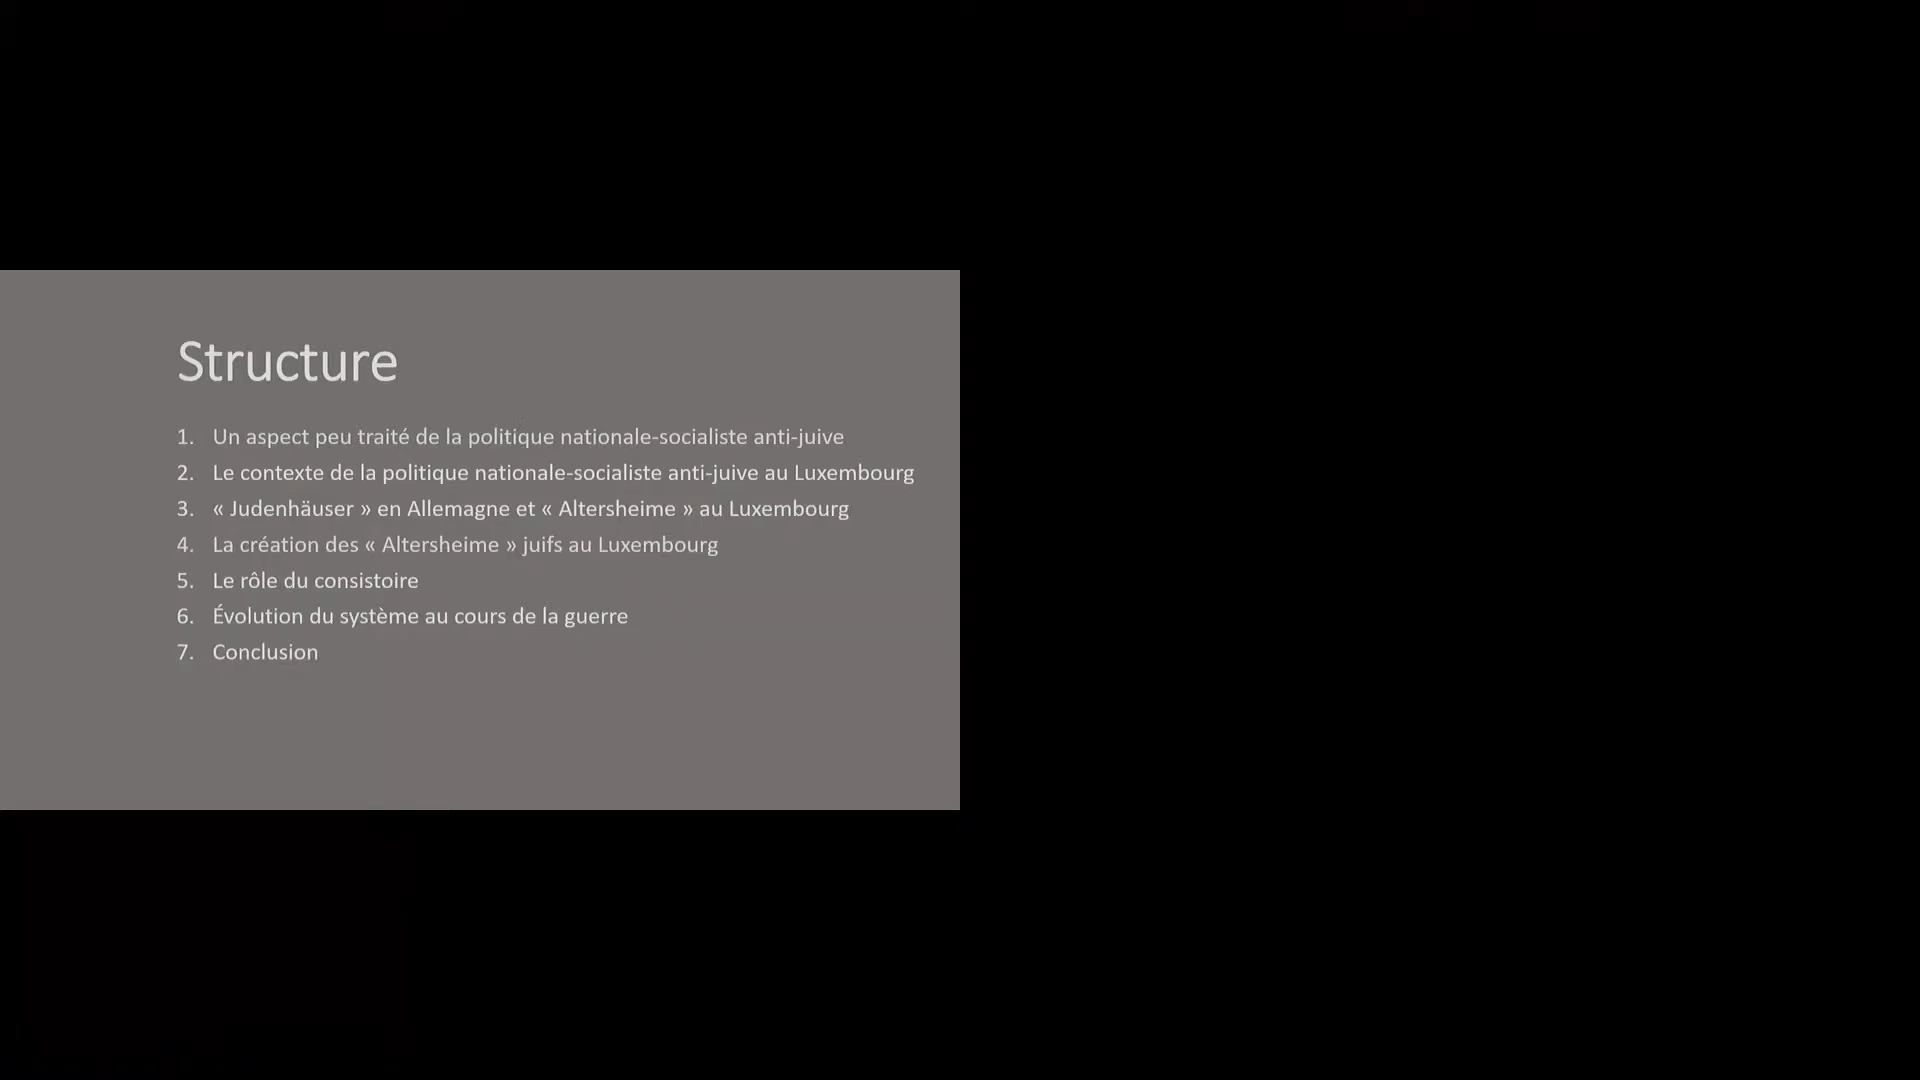 Structure
1. Un aspect peu traité de la politique nationale-socialiste anti-juive
2. Le contexte de la politique nationale-socialiste anti-juive au Luxembourg
3. « Judenhäuser » en Allemagne et « Altersheime » au Luxembourg
4. La création des « Altersheime » juifs au Luxembourg
5. Le rôle du consistoire
6. Évolution du système au cours de la guerre
7. Conclusion